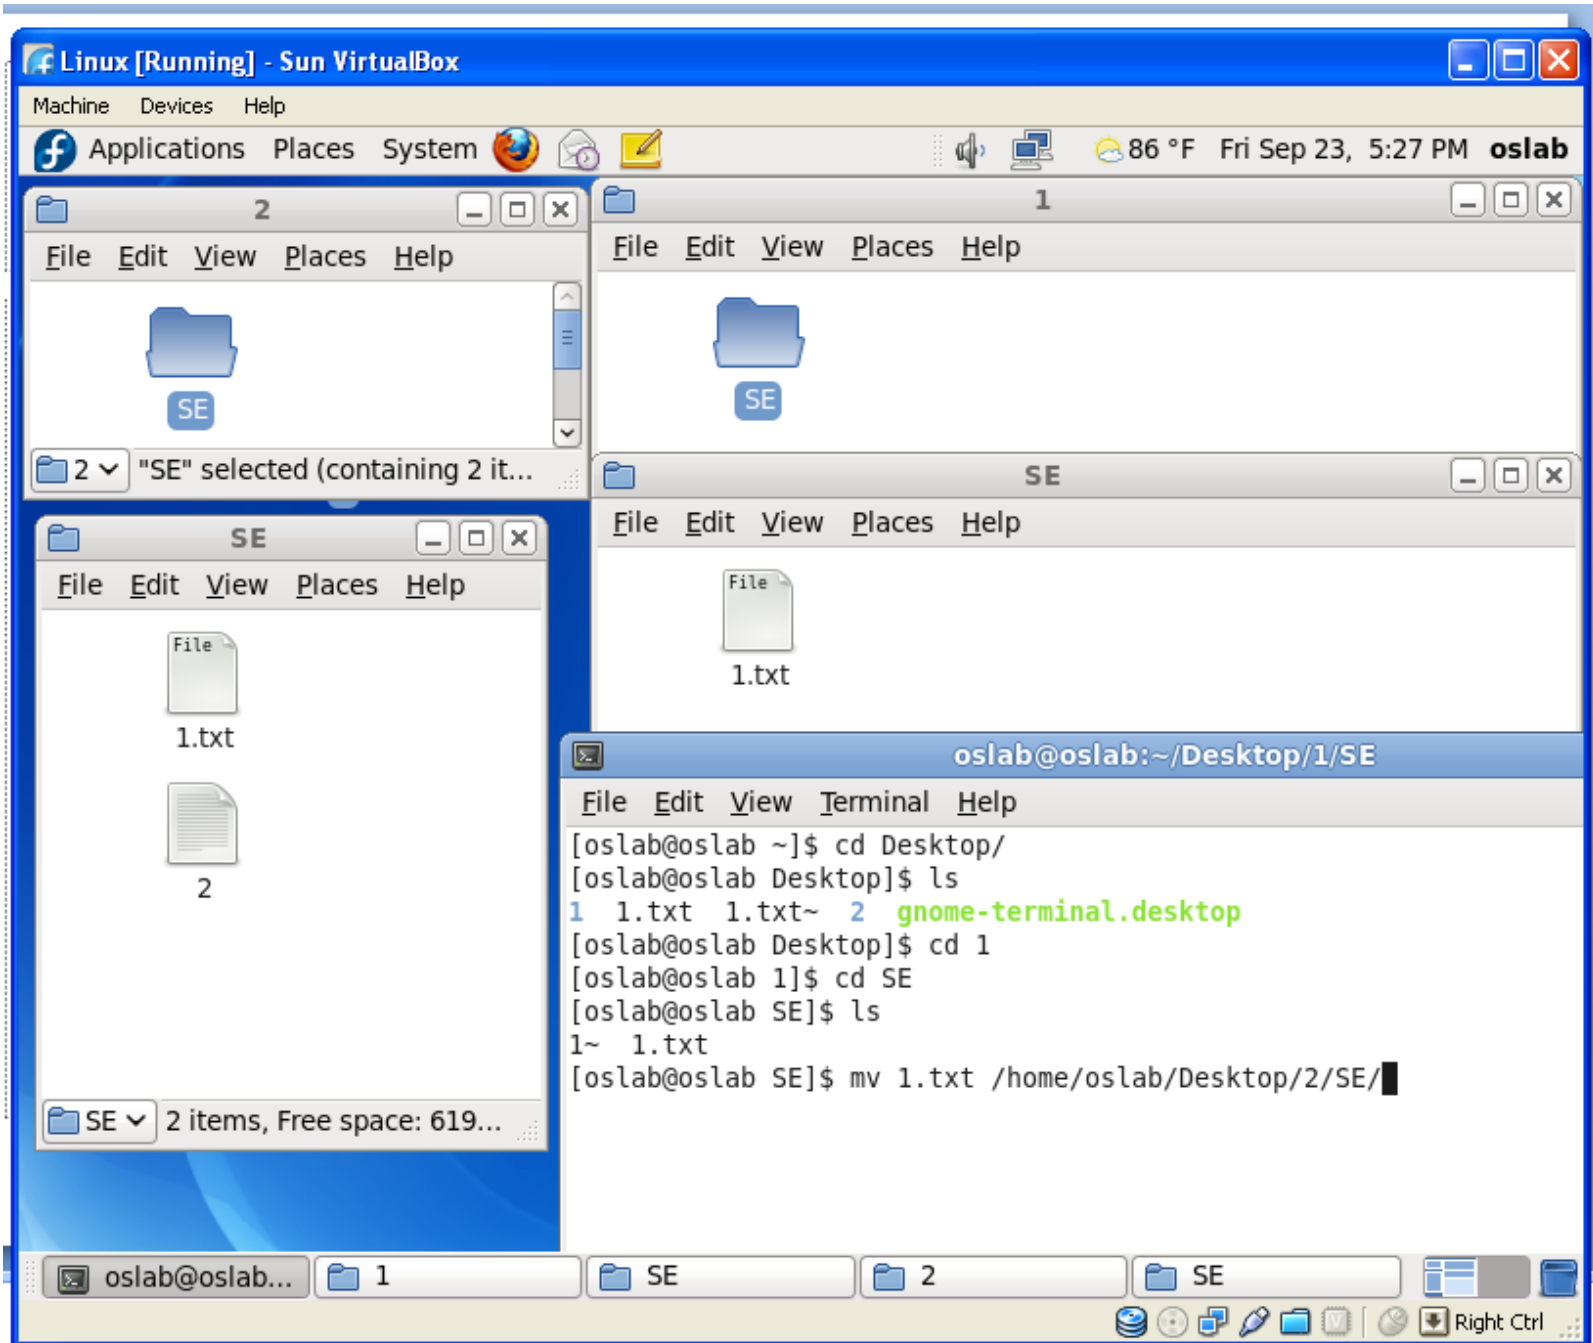 Linux [Running] - Sun VirtualBox
Machine Devices Help
Applications Places System 86 °F Fri Sep 23, 5:27 PM oslab
2
File Edit View Places Help
SE
2 "SE" selected (containing 2 it...
1
File Edit View Places Help
SE
SE
File Edit View Places Help
File
1.txt
SE
File Edit View Places Help
File
1.txt
2
SE 2 items, Free space: 619...
oslab@oslab:~/Desktop/1/SE
File Edit View Terminal Help
[oslab@oslab ~]$ cd Desktop/
[oslab@oslab Desktop]$ ls
1 1.txt 1.txt~ 2 gnome-terminal.desktop
[oslab@oslab Desktop]$ cd 1
[oslab@oslab 1]$ cd SE
[oslab@oslab SE]$ ls
1~ 1.txt
[oslab@oslab SE]$ mv 1.txt /home/oslab/Desktop/2/SE/
oslab@oslab... 1 SE 2 SE
Right Ctrl